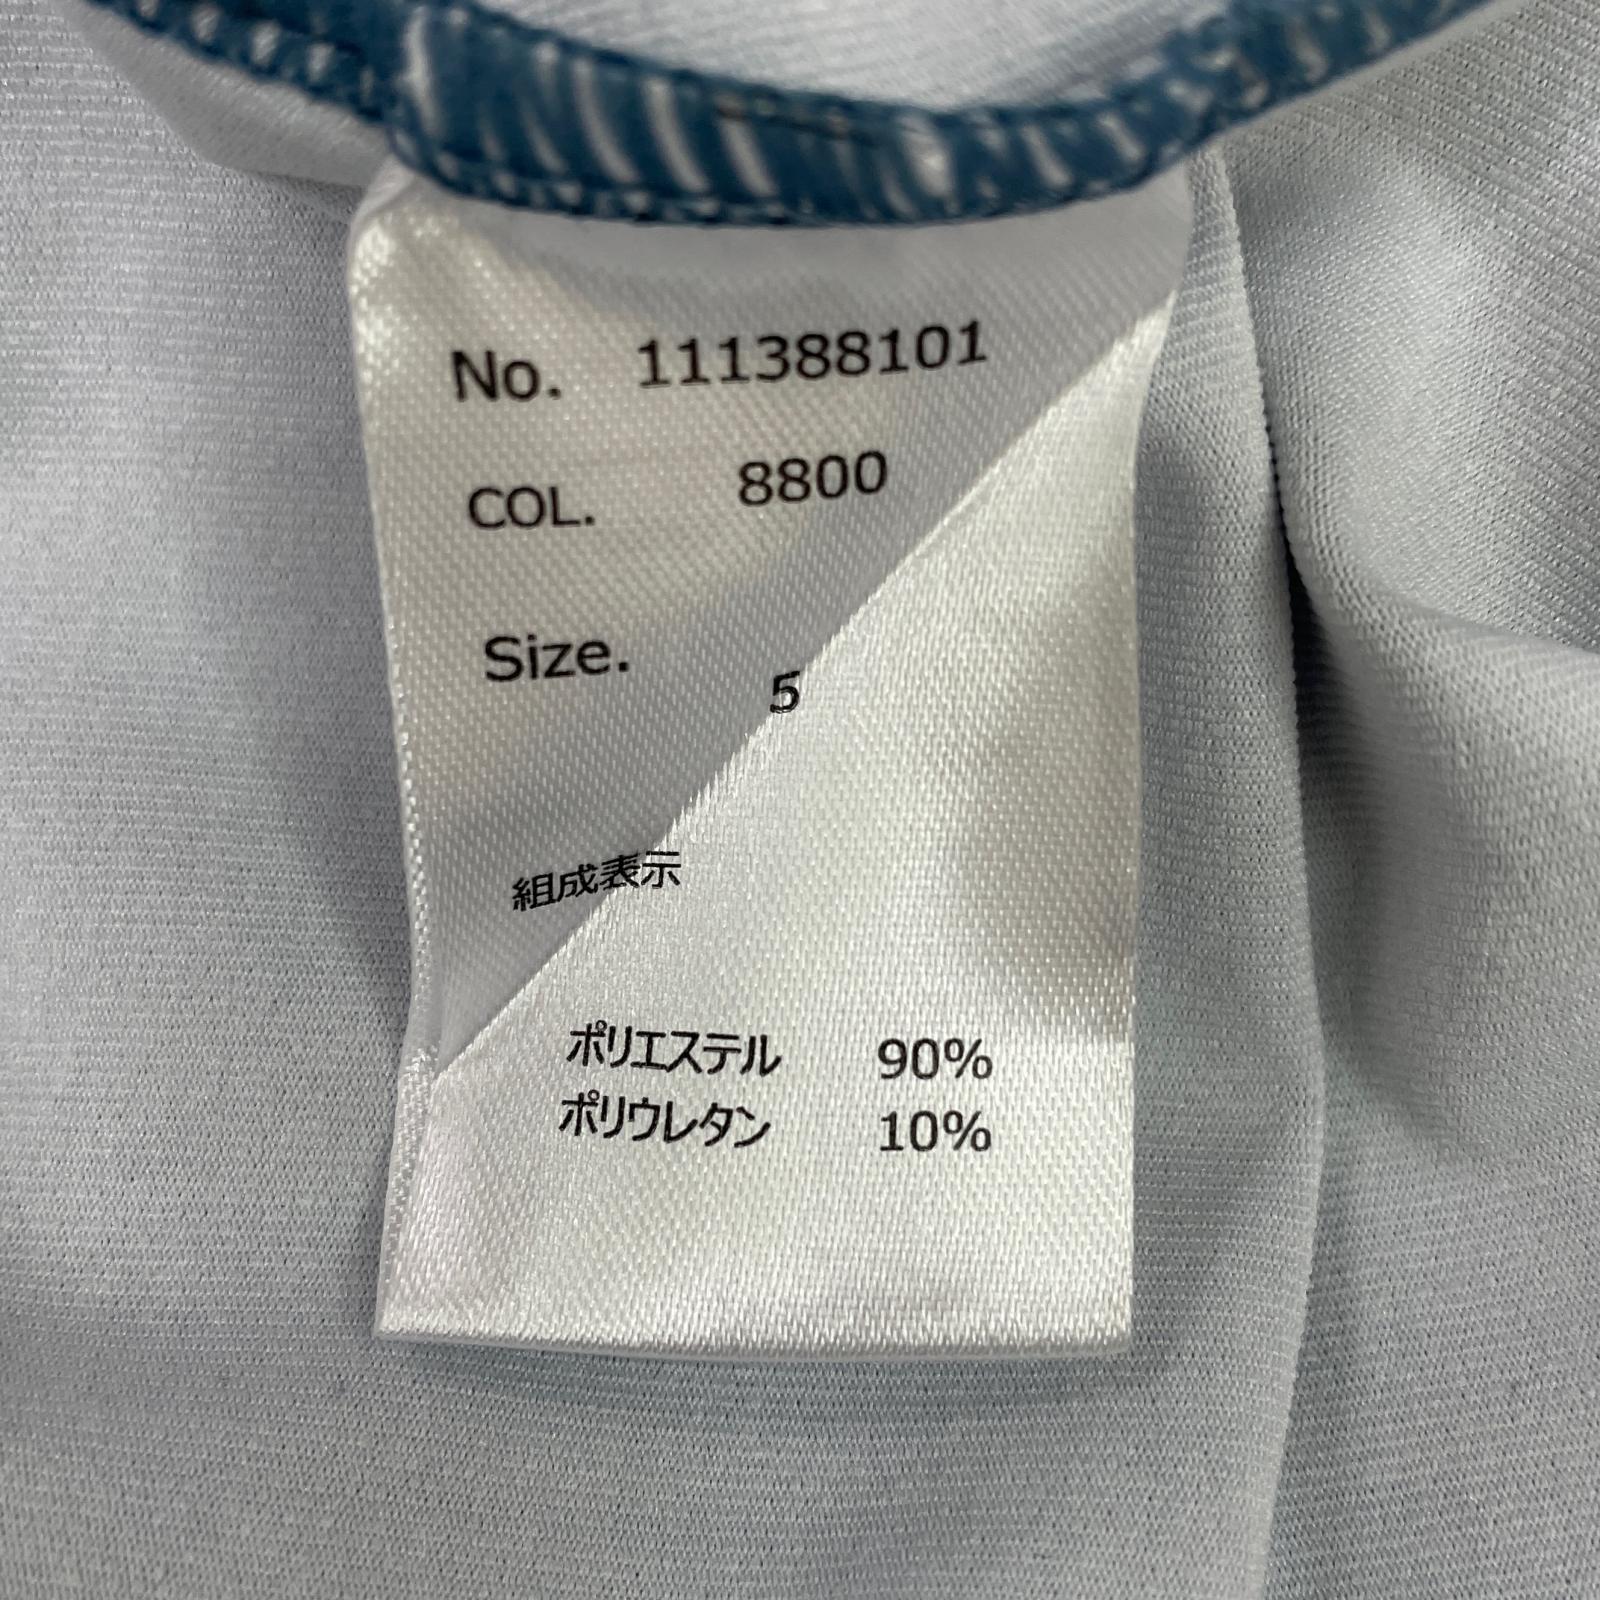 No. 111388101
COL. 8800
Size. 5
組成表示
ポリエステル 90%
ポリウレタン 10%